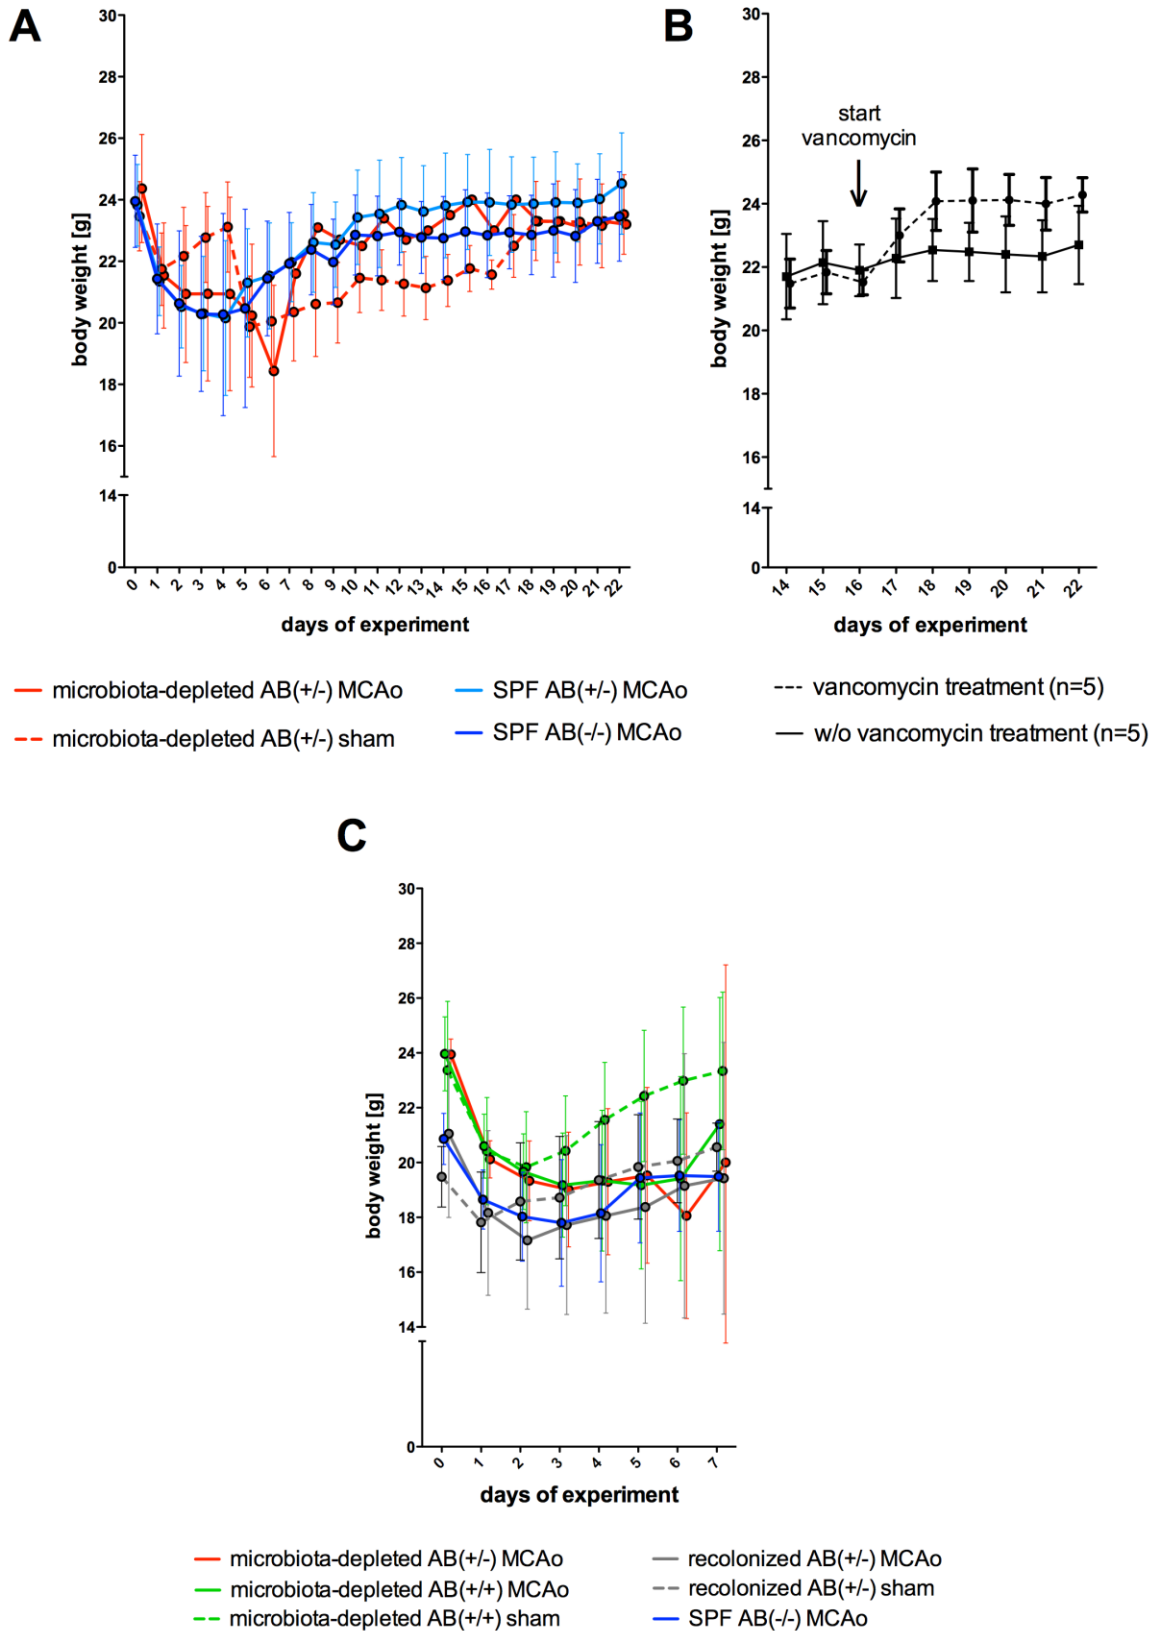 A
B
30
28
26
24
22
20
18
16
14
0
body weight [g]
0 1 2 3 4 5 6 7 8 9 10 11 12 13 14 15 16 17 18 19 20 21 22
days of experiment
30
28
26
24
22
20
18
16
14
0
body weight [g]
start
vancomycin
14 15 16 17 18 19 20 21 22
days of experiment
microbiota-depleted AB(+/-) MCAo
microbiota-depleted AB(+/-) sham
SPF AB(+/-) MCAo
SPF AB(-/-) MCAo
vancomycin treatment (n=5)
w/o vancomycin treatment (n=5)
C
30
28
26
24
22
20
18
16
14
0
body weight [g]
0 1 2 3 4 5 6 7
days of experiment
microbiota-depleted AB(+/-) MCAo
microbiota-depleted AB(+/+) MCAo
microbiota-depleted AB(+/+) sham
recolonized AB(+/-) MCAo
recolonized AB(+/-) sham
SPF AB(-/-) MCAo